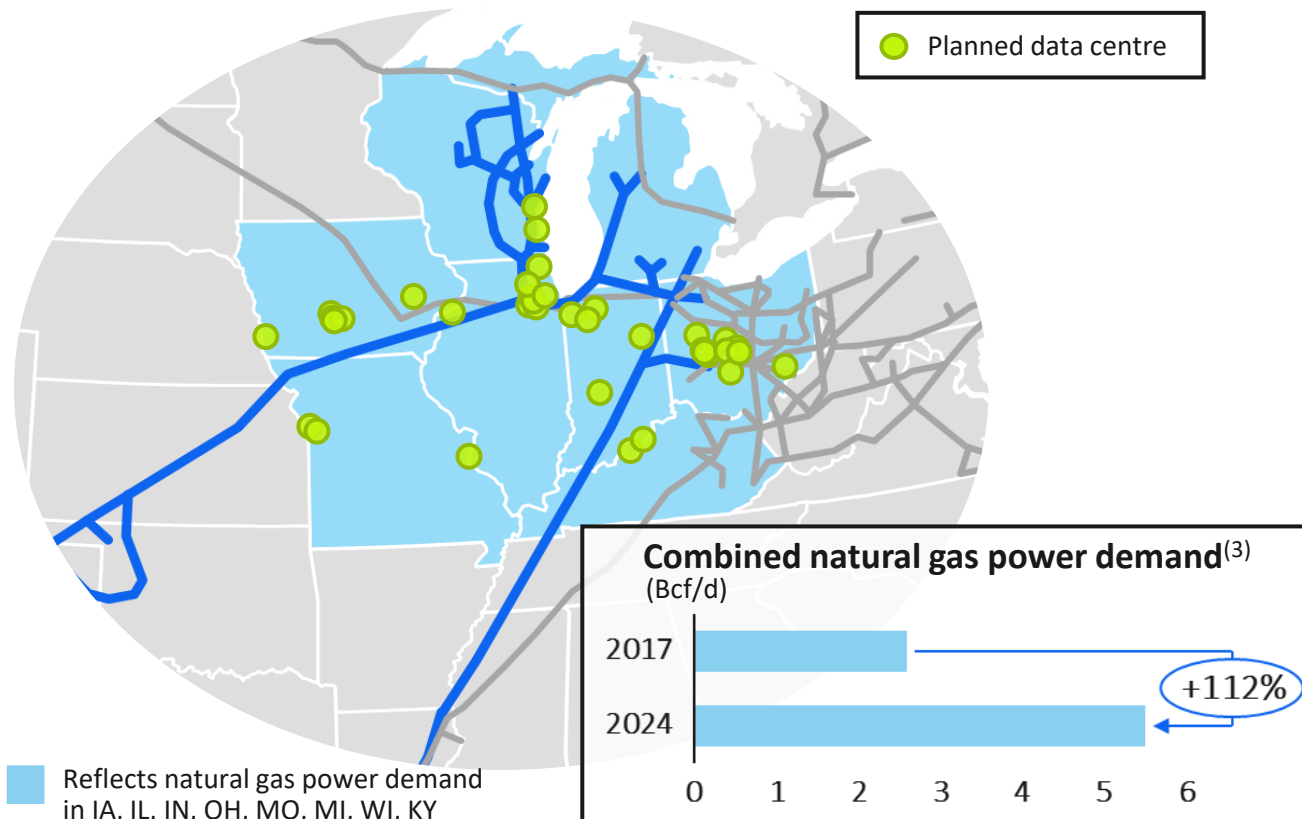 Planned data centre
Combined natural gas power demand(3)
(Bcf/d)
2017
+112%
2024
0 1 2 3 4 5 6
Reflects natural gas power demand
in IA, IL, IN, OH, MO, MI, WI, KY